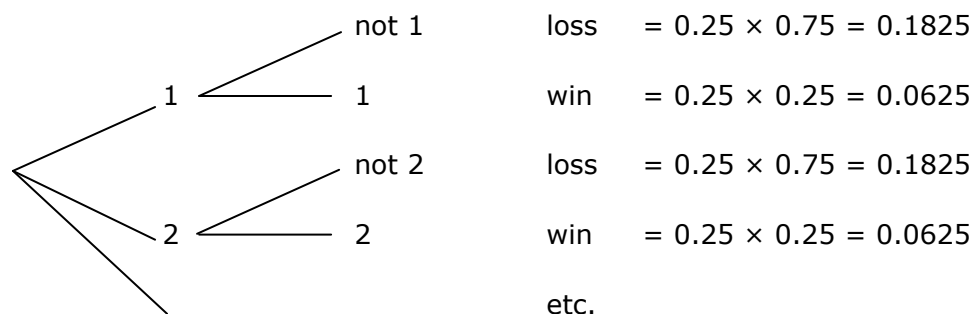 not 1 loss = 0.25 × 0.75 = 0.1825
1 1 win = 0.25 × 0.25 = 0.0625
not 2 loss = 0.25 × 0.75 = 0.1825
2 2 win = 0.25 × 0.25 = 0.0625
etc.